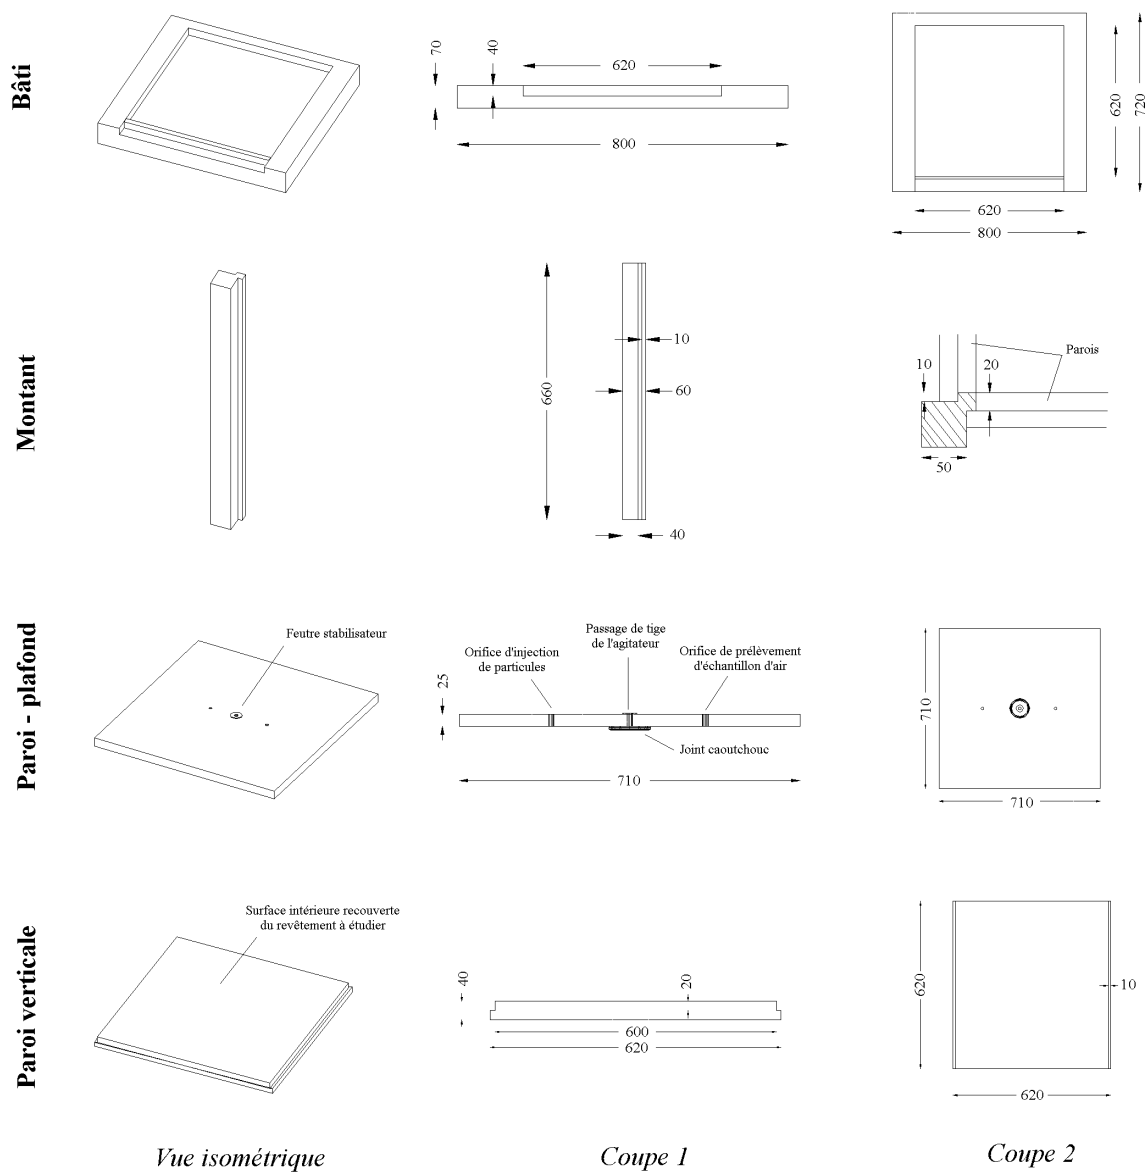 Bâti
70
40
620
800
620
720
620
800
Montant
660
10
60
40
10
20
Parois
50
Paroi - plafond
Feutre stabilisateur
Orifice d'injection
de particules
Passage de tige
de l'agitateur
Orifice de prélèvement
d'échantillon d'air
25
Joint caoutchouc
710
710
710
Paroi verticale
Surface intérieure recouverte
du revêtement à étudier
40
20
600
620
620
10
620
Vue isométrique
Coupe 1
Coupe 2